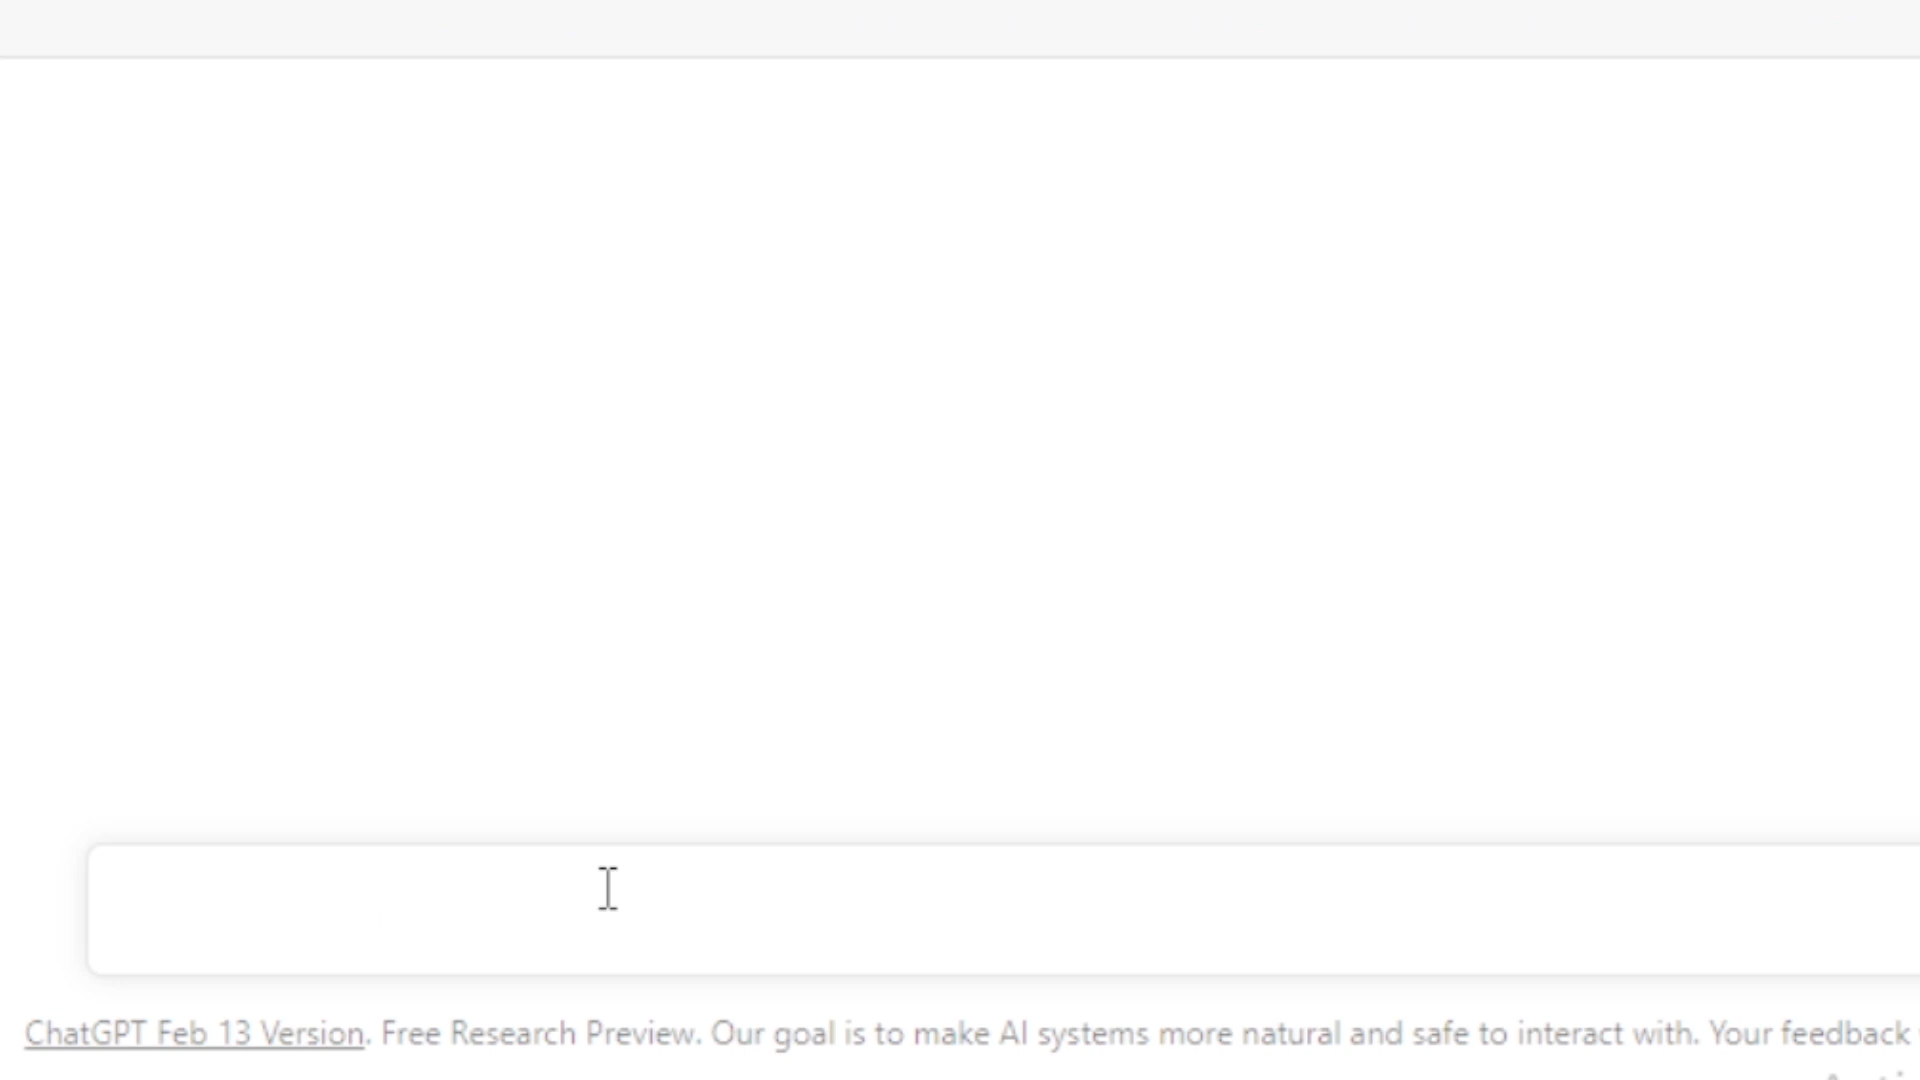 ChatGPT Feb 13 Version. Free Research Preview. Our goal is to make AI systems more natural and safe to interact with. Your feedback